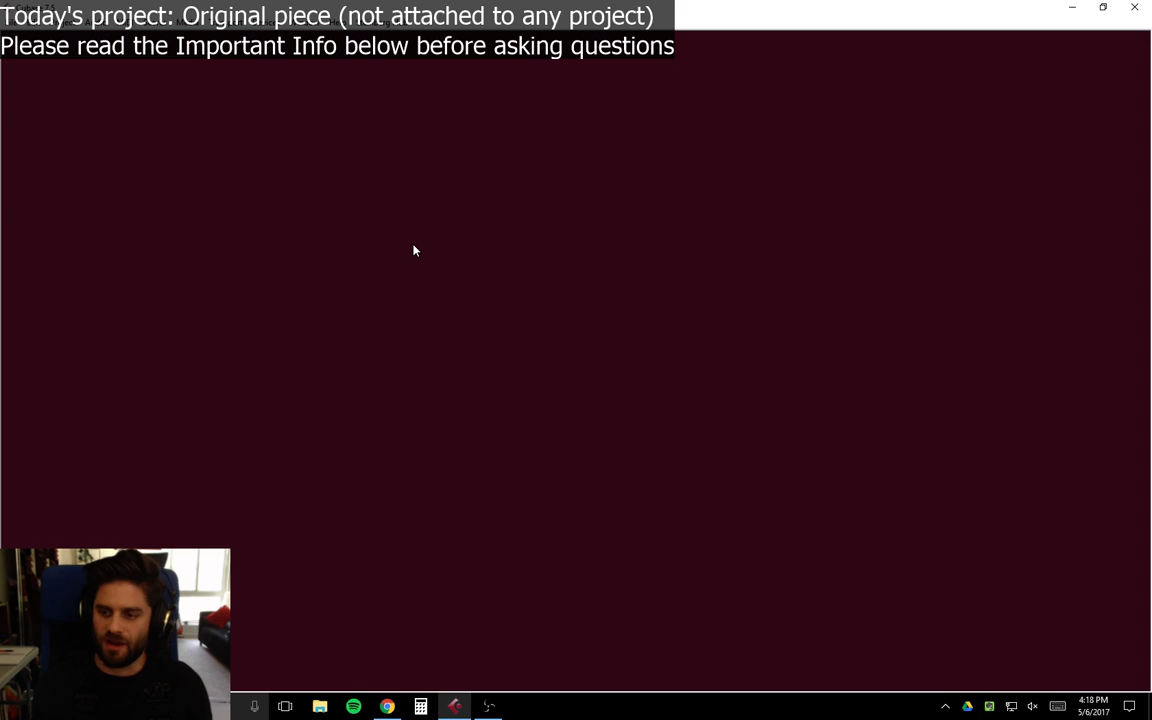 Today's project: Original piece (not attached to any project)
Please read the Important Info below before asking questions
4:18 PM
5/6/2017